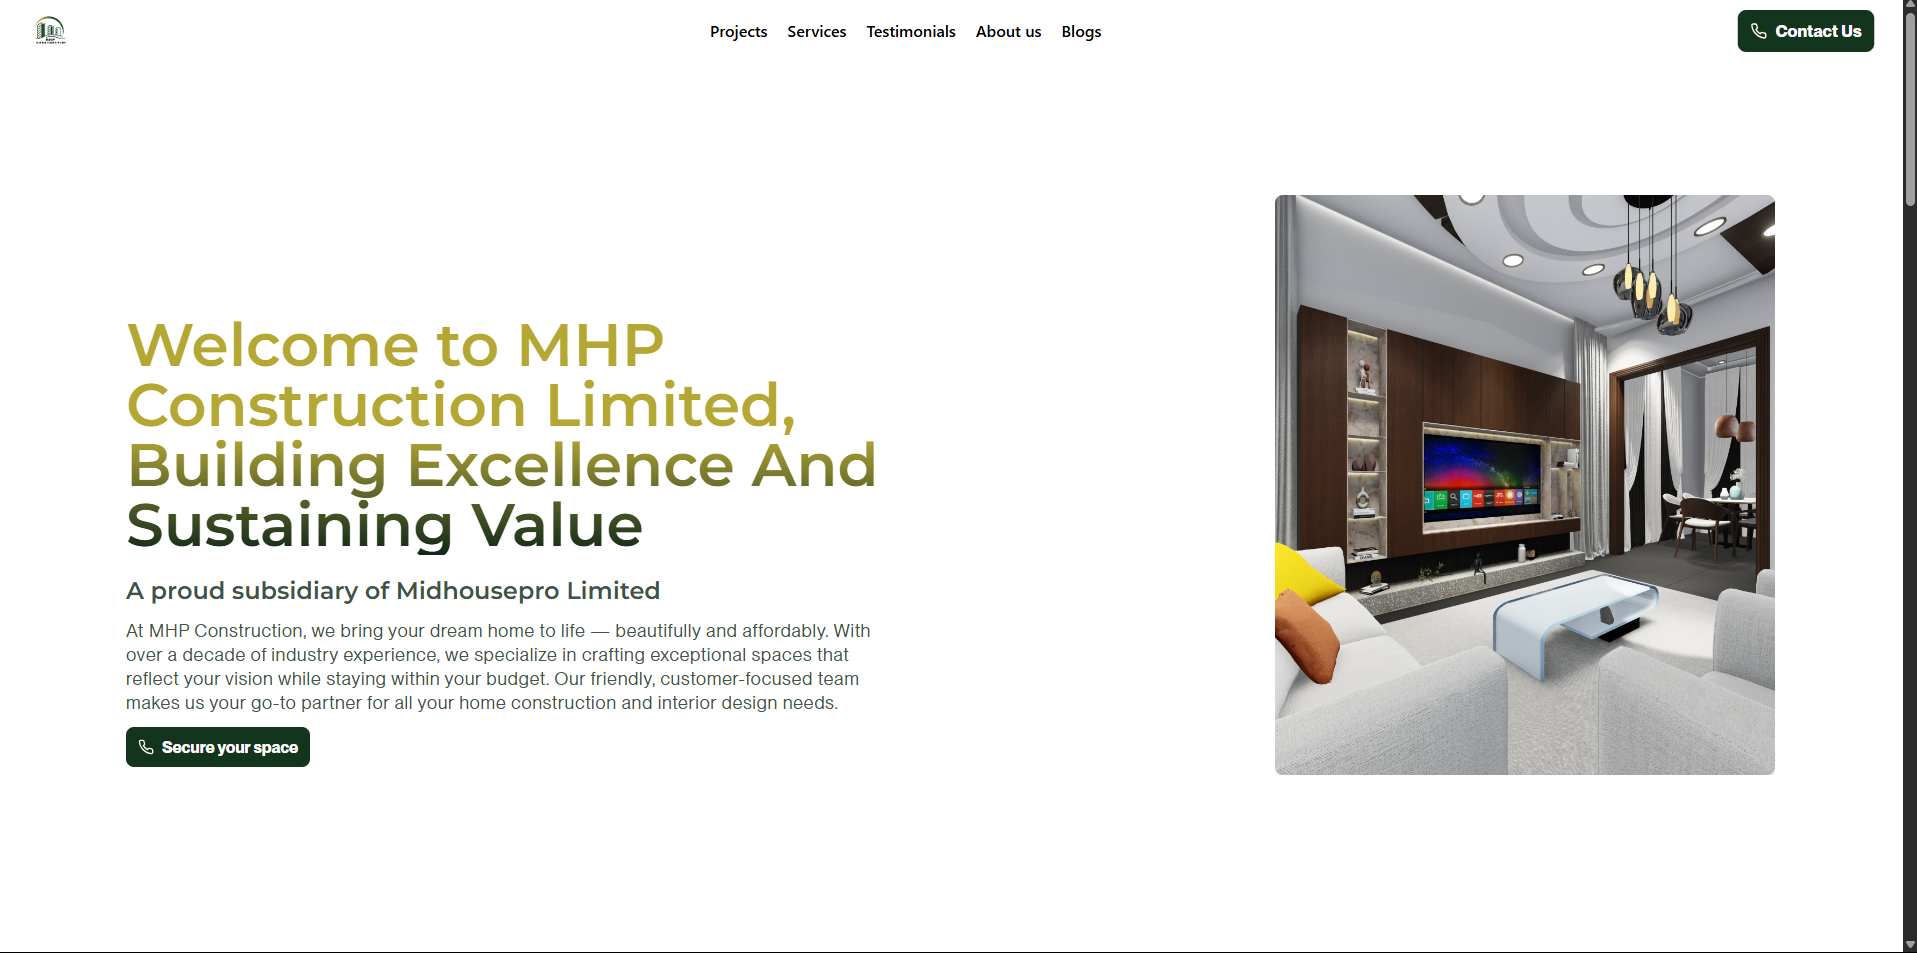 MHP
CONSTRUCTION
Projects
Services
Testimonials
About us
Blogs
Contact Us
Welcome to MHP
Construction Limited,
Building Excellence And
Sustaining Value
A proud subsidiary of Midhousepro Limited
At MHP Construction, we bring your dream home to life — beautifully and affordably. With
over a decade of industry experience, we specialize in crafting exceptional spaces that
reflect your vision while staying within your budget. Our friendly, customer-focused team
makes us your go-to partner for all your home construction and interior design needs.
Secure your space